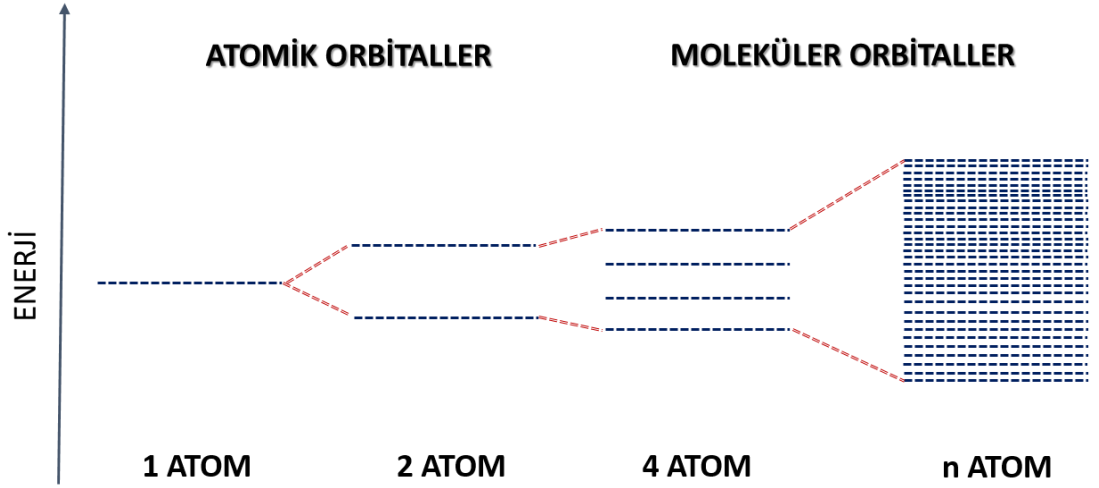 ATOMİK ORBİTALLER
MOLEKÜLER ORBİTALLER
ENERJİ
1 ATOM
2 ATOM
4 ATOM
n ATOM